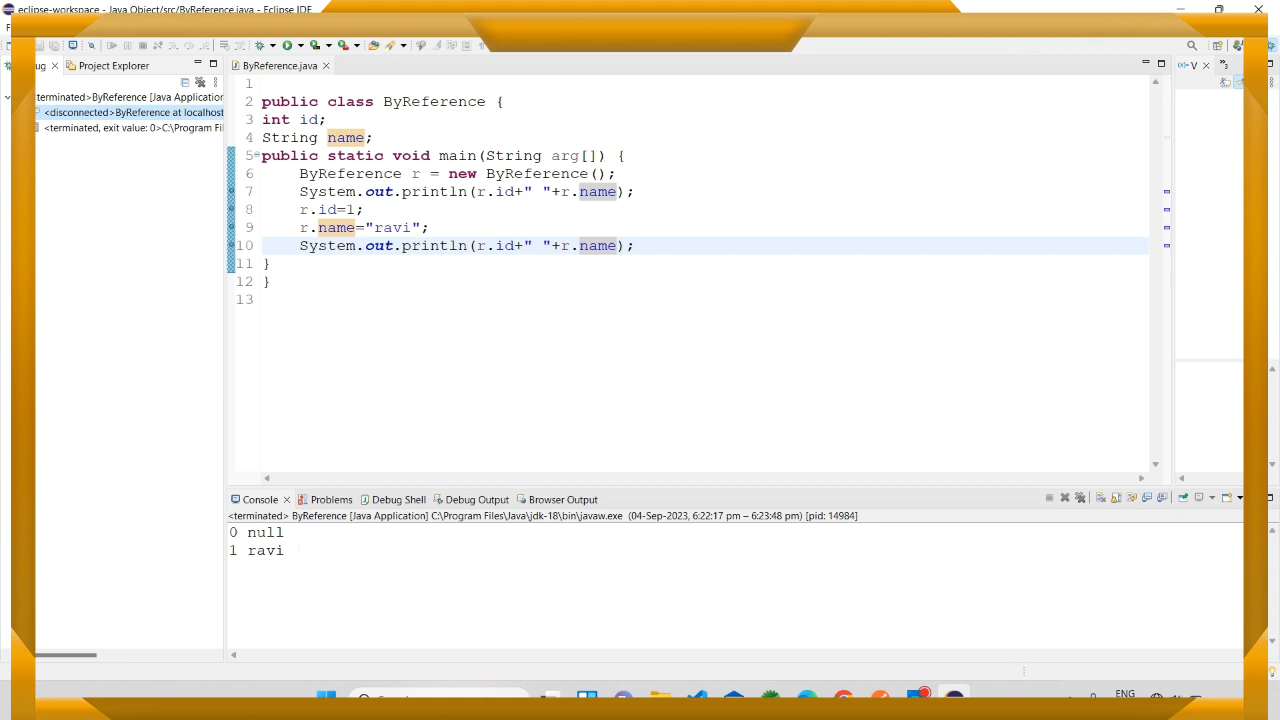 eclipse-workspace - Java Object/src/ByReference.java - Eclipse IDE
Project Explorer
ByReference.java
V
terminated>ByReference [Java Application
<disconnected>ByReference at localhost
<terminated, exit value: 0>C:\Program Fi
1
2 public class ByReference {
3 int id;
4 String name;
5 public static void main(String arg[]) {
6 ByReference r = new ByReference();
7 System.out.println(r.id+" "+r.name);
8 r.id=1;
9 r.name="ravi";
10 System.out.println(r.id+" "+r.name);
11 }
12 }
13
Console Problems Debug Shell Debug Output Browser Output
<terminated> ByReference [Java Application] C:\Program Files\Java\jdk-18\bin\javaw.exe (04-Sep-2023, 6:22:17 pm – 6:23:48 pm) [pid: 14984]
0 null
1 ravi
ENG